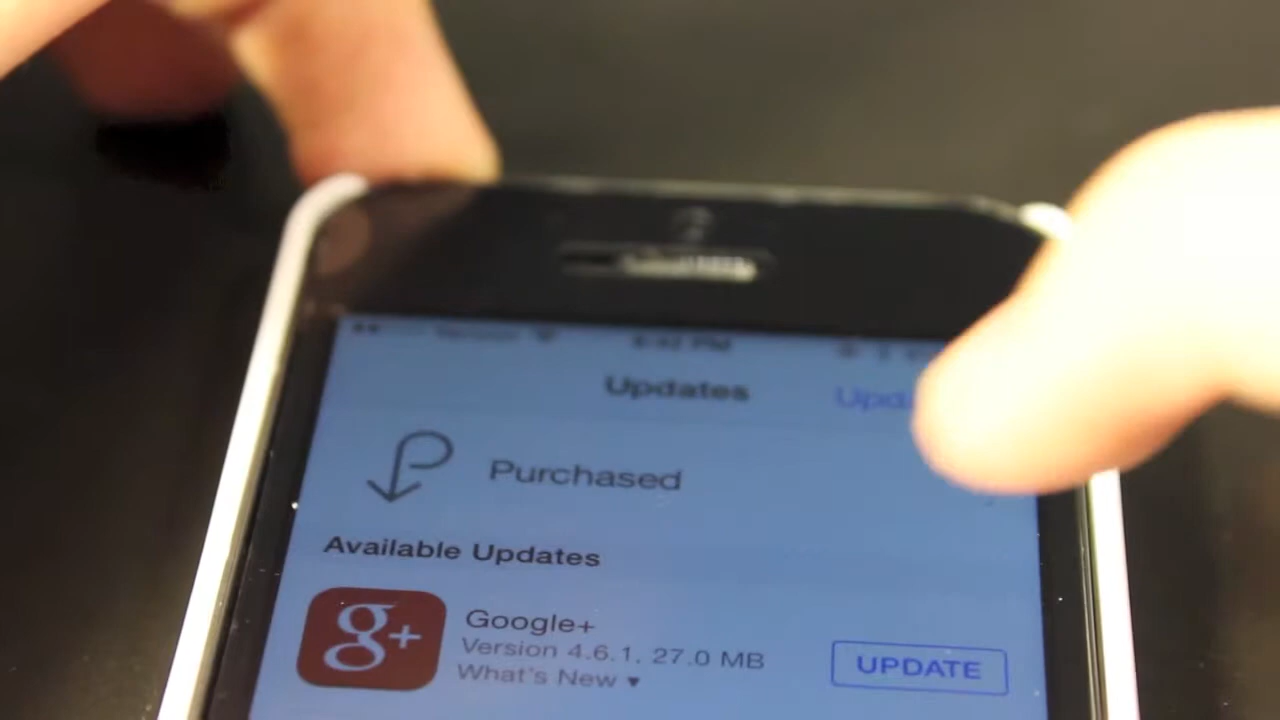 Updates
Purchased
Available Updates
g+
Google+
Version 4.6.1, 27.0 MB
What's New ▾
UPDATE